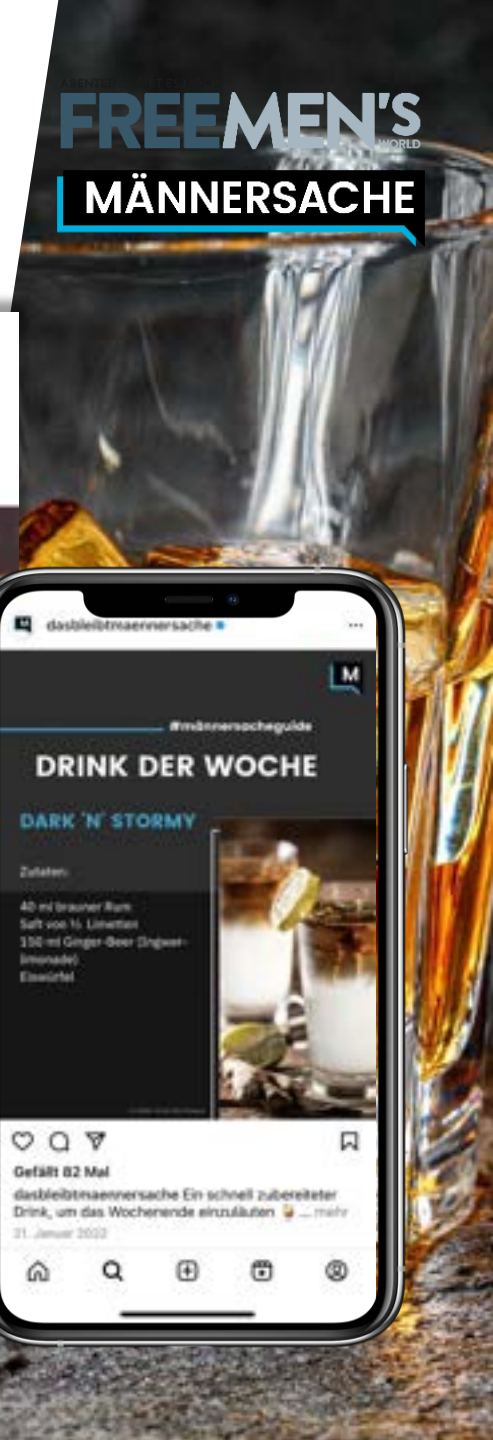 FREEMEN'S
WORLD
MÄNNERSACHE
M
dasbleibtmaennersache
M
#männersacheguide
DRINK DER WOCHE
DARK 'N' STORMY
Zutaten:
40 ml brauner Rum
Saft von ½ Limetten
150 ml Ginger-Beer (Ingwer-
limonade)
Eiswürfel
Gefällt 82 Mal
dasbleibtmaennersache Ein schnell zubereiteter
Drink, um das Wochenende einzuläuten ... mehr
21. Januar 2022